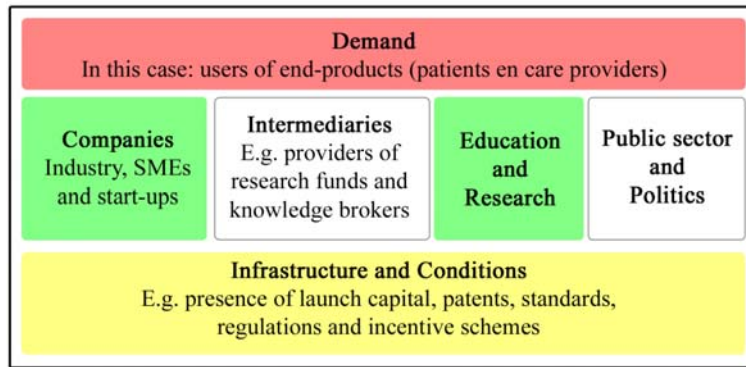 Demand
In this case: users of end-products (patients en care providers)
Companies
Industry, SMEs
and start-ups
Intermediaries
E.g. providers of
research funds and
knowledge brokers
Education
and
Research
Public sector
and
Politics
Infrastructure and Conditions
E.g. presence of launch capital, patents, standards,
regulations and incentive schemes